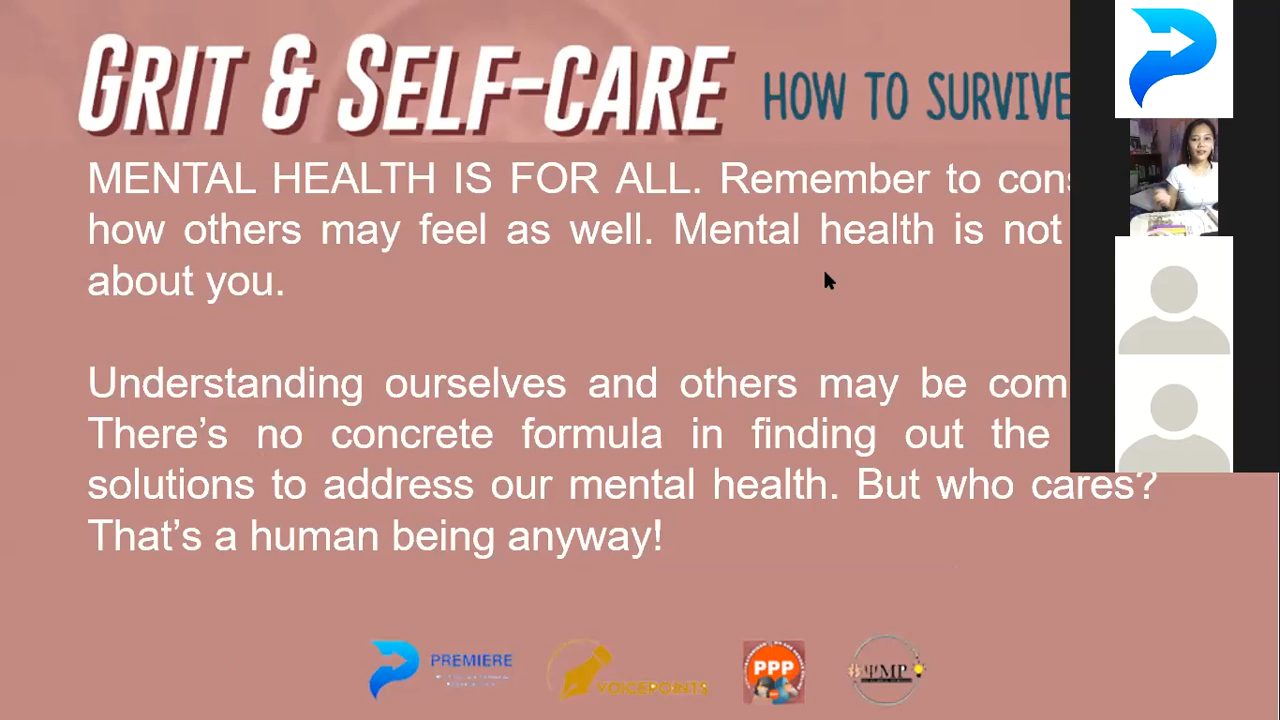 GRIT & SELF-CARE HOW TO SURVIVE
MENTAL HEALTH IS FOR ALL. Remember to cons
how others may feel as well. Mental health is not
about you.
Understanding ourselves and others may be com
There's no concrete formula in finding out the
solutions to address our mental health. But who cares?
That's a human being anyway!
PREMIERE
VOICEPOINTS
PPP
ΨMP